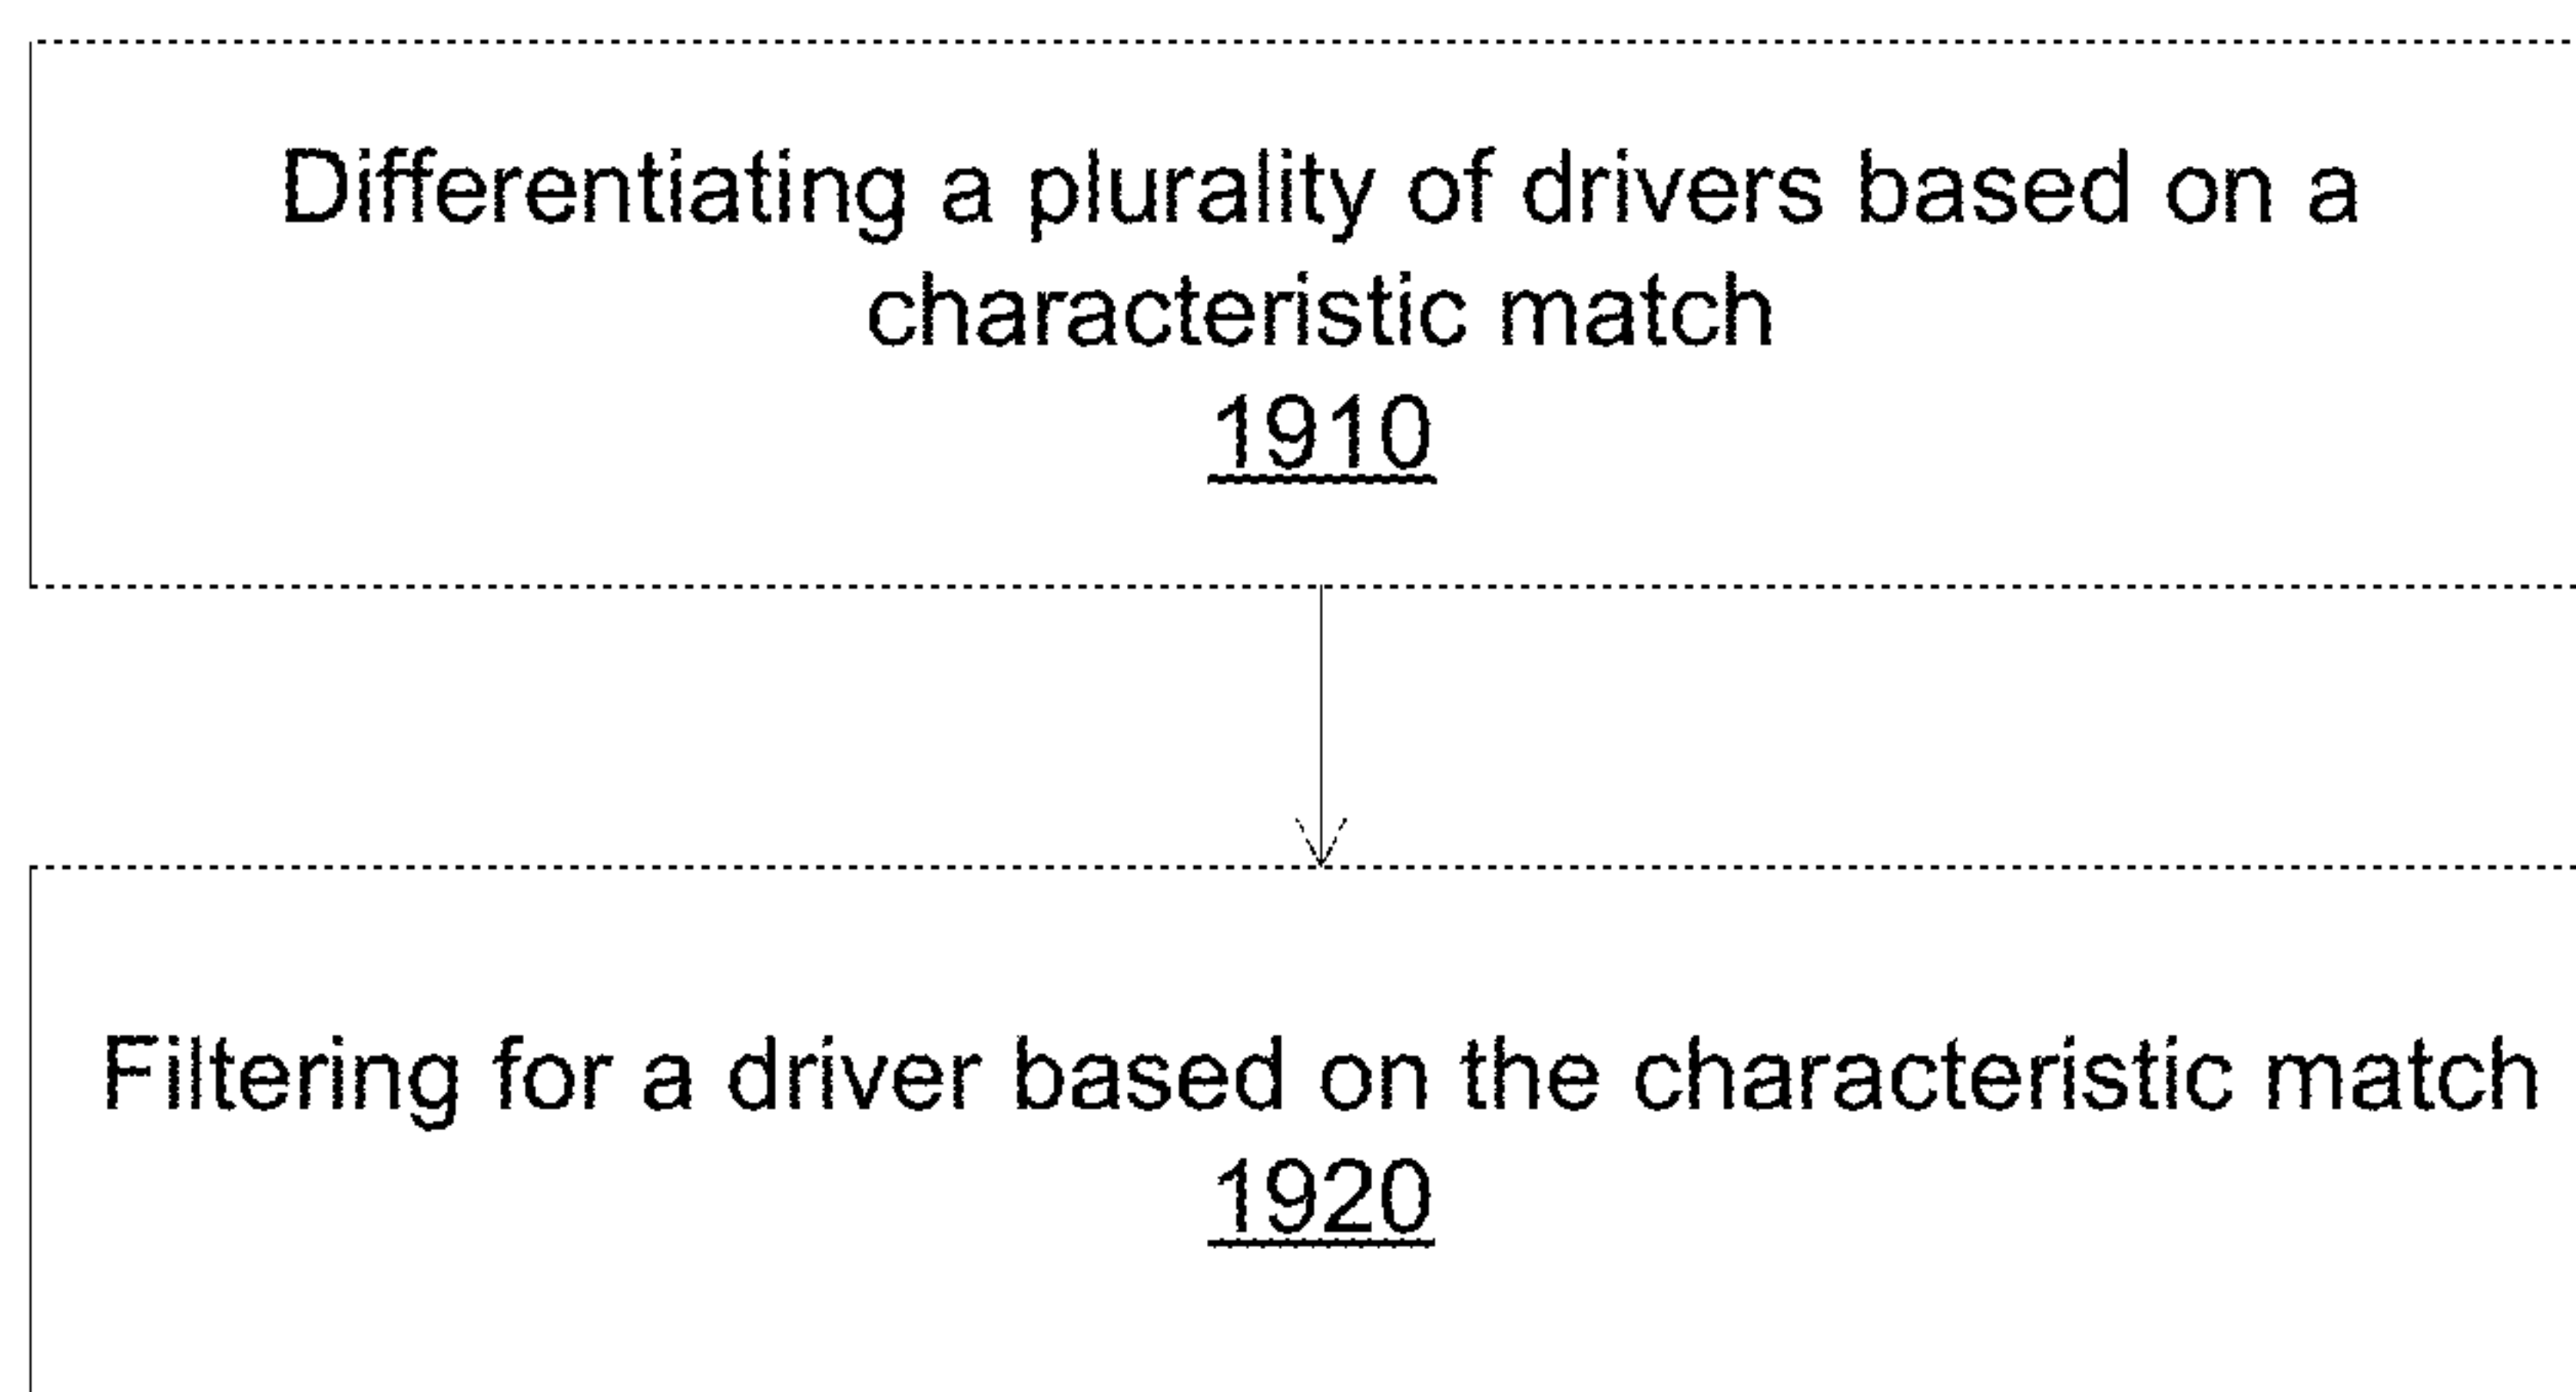 Differentiating a plurality of drivers based on a
characteristic match
1910
Filtering for a driver based on the characteristic match
1920